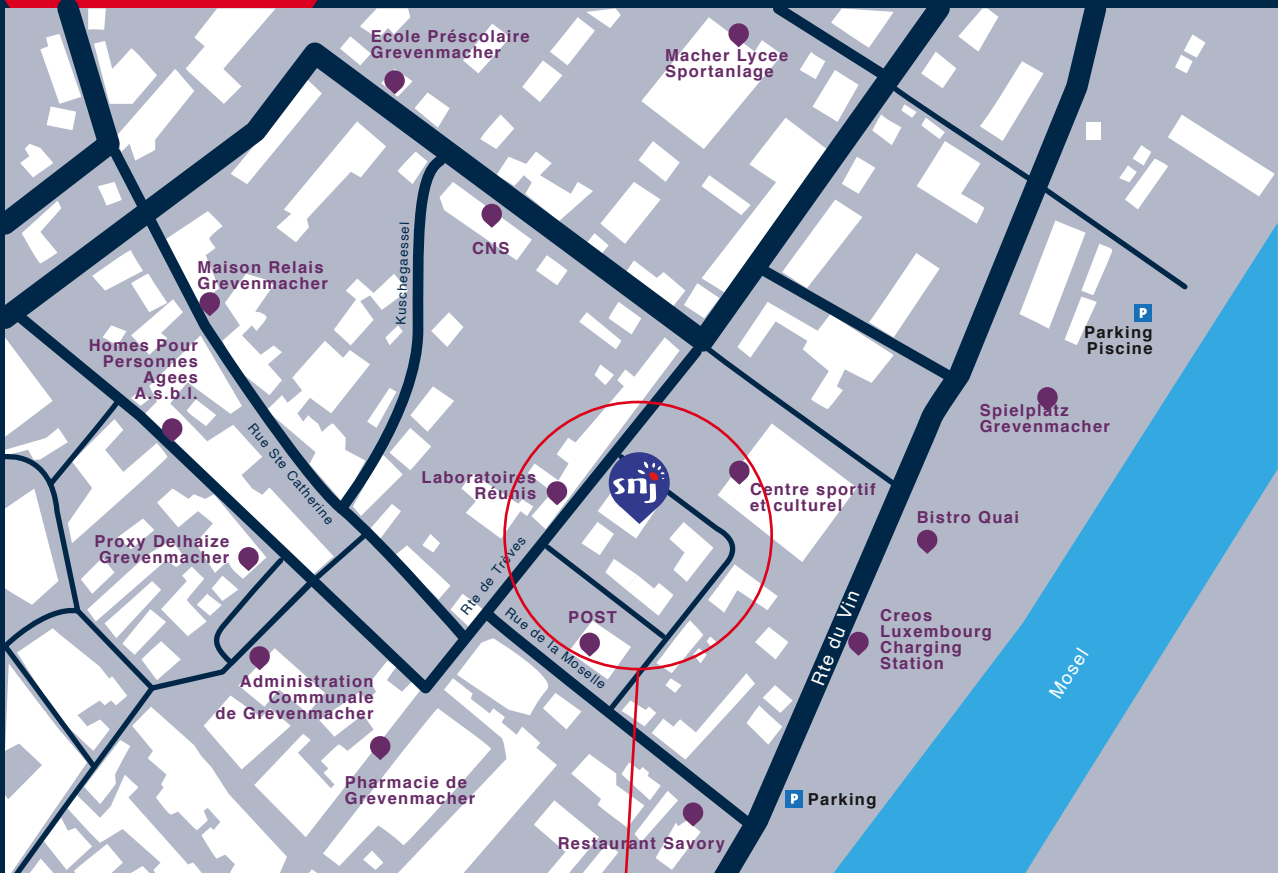 Ecole Préscolaire
Grevenmacher
Macher Lycee
Sportanlage
CNS
Kuschegaessel
Maison Relais
Grevenmacher
Homes Pour
Personnes
Agees
A.s.b.l.
P
Parking
Piscine
Spielplatz
Grevenmacher
Rue Ste Catherine
Laboratoires
Réunis
snj
Centre sportif
et culturel
Bistro Quai
Proxy Delhaize
Grevenmacher
Rte de Trèves
POST
Rue de la Moselle
Rte du Vin
Creos
Luxembourg
Charging
Station
Mosel
Administration
Communale
de Grevenmacher
Pharmacie de
Grevenmacher
P Parking
Restaurant Savory